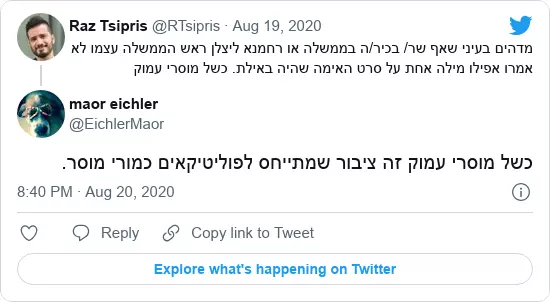 Raz Tsipris @RTsipris · Aug 19, 2020
מדהים בעיני שאף שר/ בכיר/ה בממשלה או רחמנא ליצלן ראש הממשלה עצמו לא
אמרו אפילו מילה אחת על סרט האימה שהיה באילת. כשל מוסרי עמוק
maor eichler
@EichlerMaor
כשל מוסרי עמוק זה ציבור שמתייחס לפוליטיקאים כמורי מוסר.
8:40 PM · Aug 20, 2020
Reply
Copy link to Tweet
Explore what's happening on Twitter